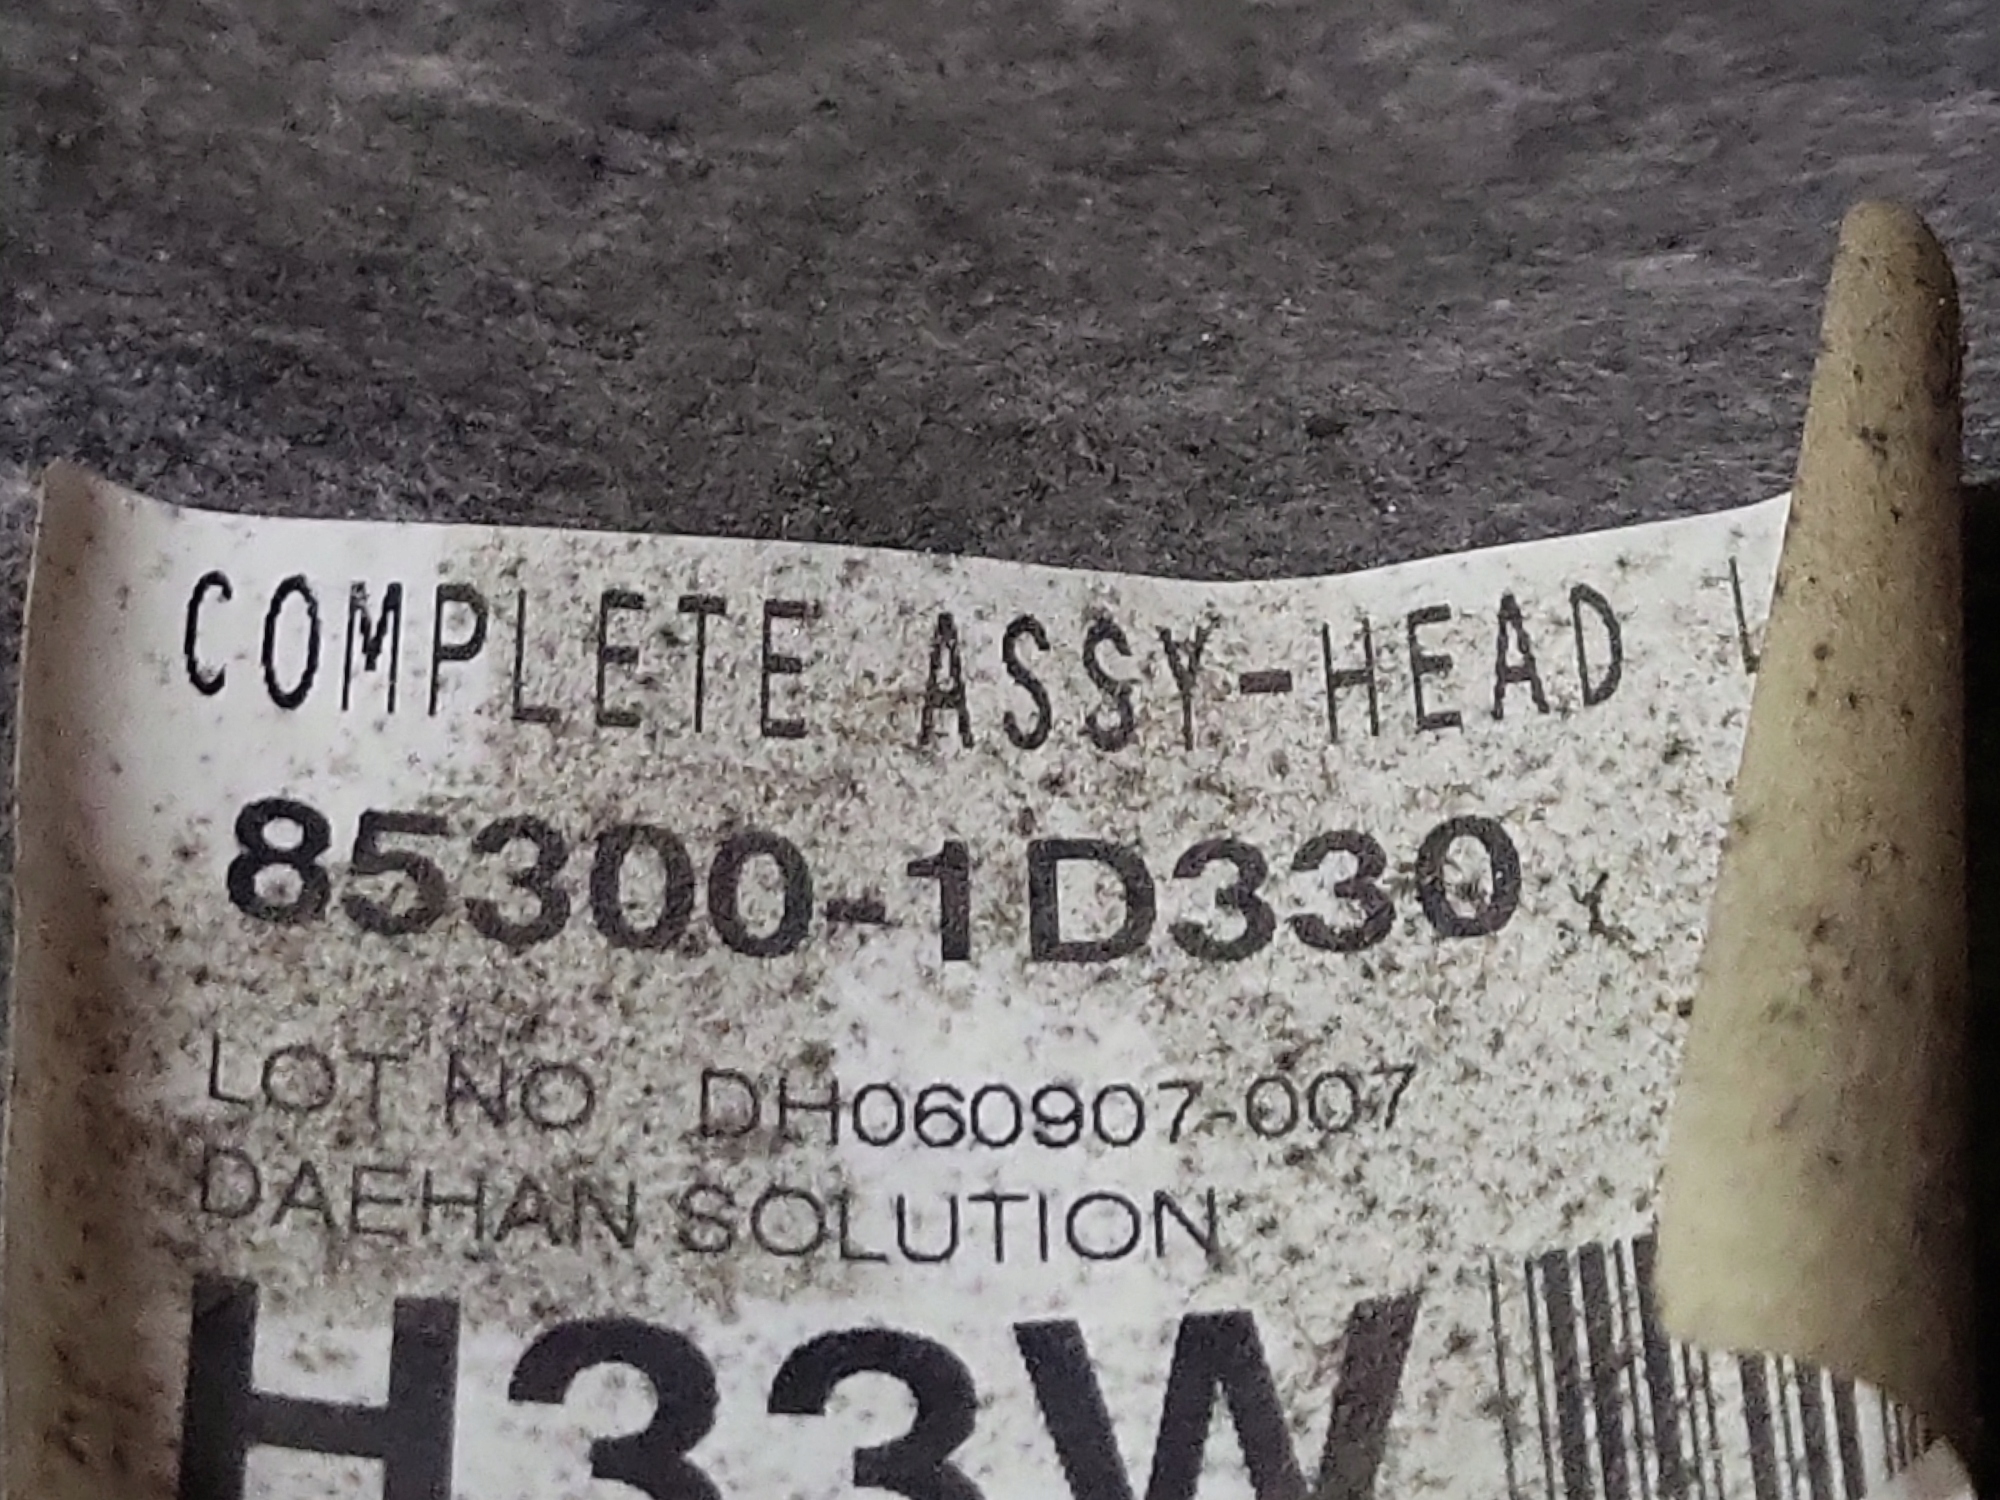 COMPLETE ASSY-HEAD L
85300-1D330
LOT NO DH060907-007
DAEHAN SOLUTION
H33W